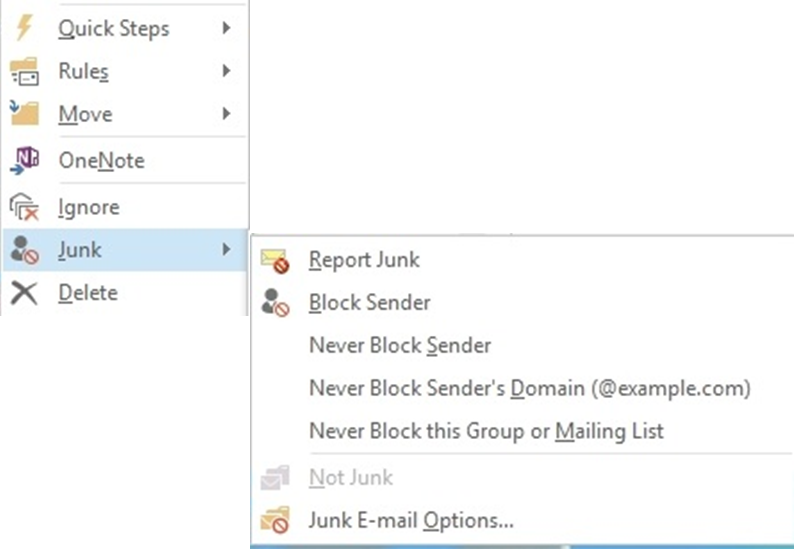 Quick Steps
Rules
Move
OneNote
Ignore
Junk
Delete
Report Junk
Block Sender
Never Block Sender
Never Block Sender's Domain (@example.com)
Never Block this Group or Mailing List
Not Junk
Junk E-mail Options...